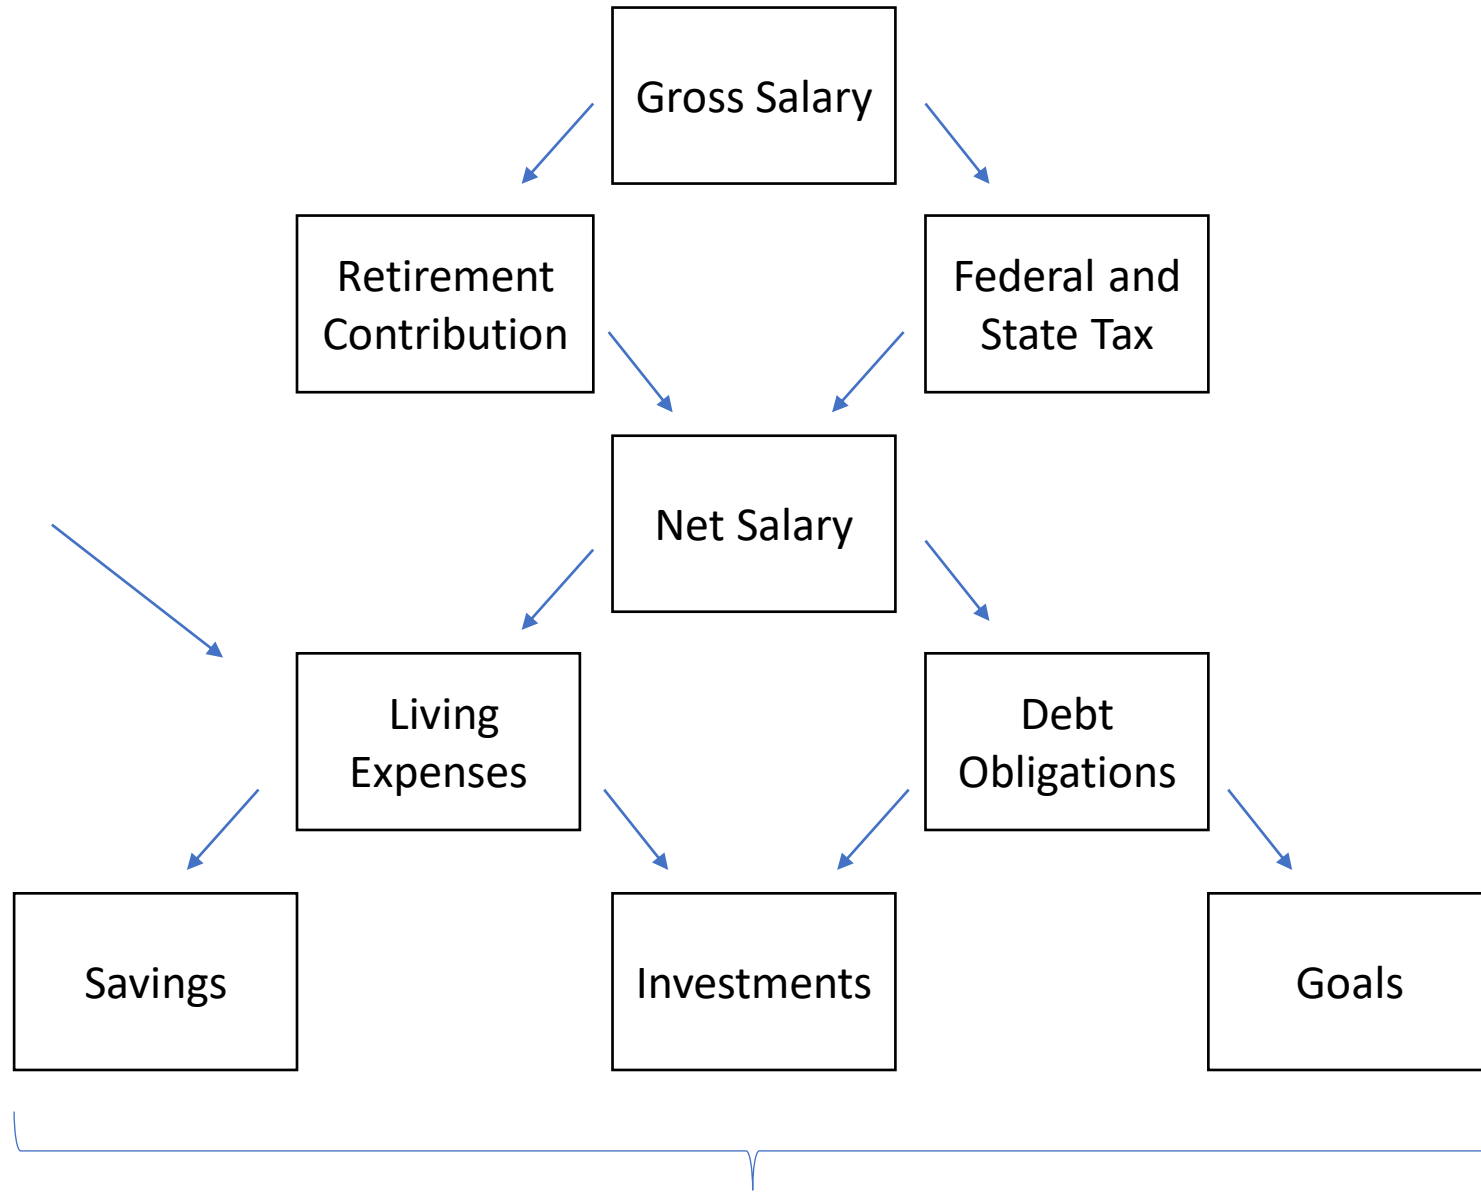 Gross Salary
Retirement
Contribution
Federal and
State Tax
Net Salary
Living
Expenses
Debt
Obligations
Savings
Investments
Goals